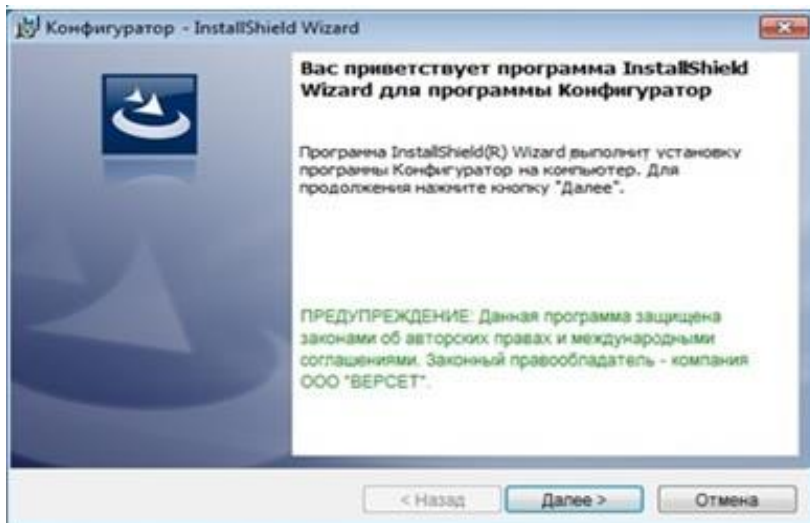 Конфигуратор - InstallShield Wizard
Вас приветствует программа InstallShield
Wizard для программы Конфигуратор
Программа InstallShield(R) Wizard выполнит установку
программы Конфигуратор на компьютер. Для
продолжения нажмите кнопку "Далее".
ПРЕДУПРЕЖДЕНИЕ: Данная программа защищена
законами об авторских правах и международными
соглашениями. Законный правообладатель - компания
ООО "ВЕРСЕТ".
< Назад Далее > Отмена